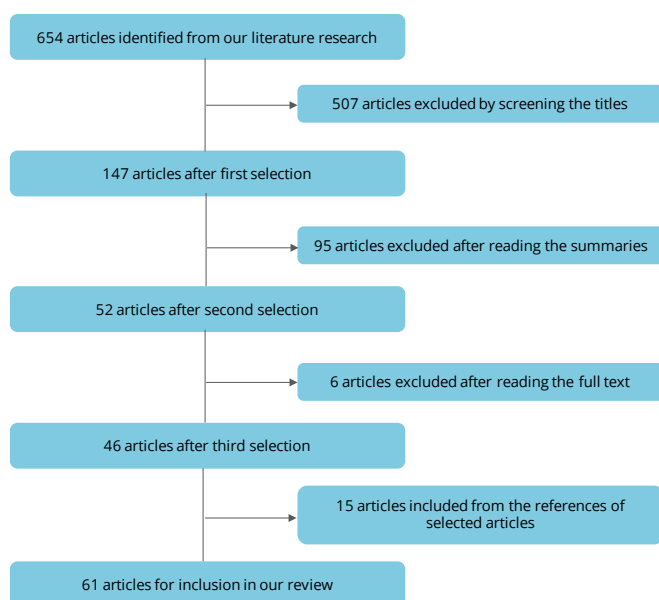 654 articles identified from our literature research
507 articles excluded by screening the titles
147 articles after first selection
95 articles excluded after reading the summaries
52 articles after second selection
6 articles excluded after reading the full text
46 articles after third selection
15 articles included from the references of
selected articles
61 articles for inclusion in our review